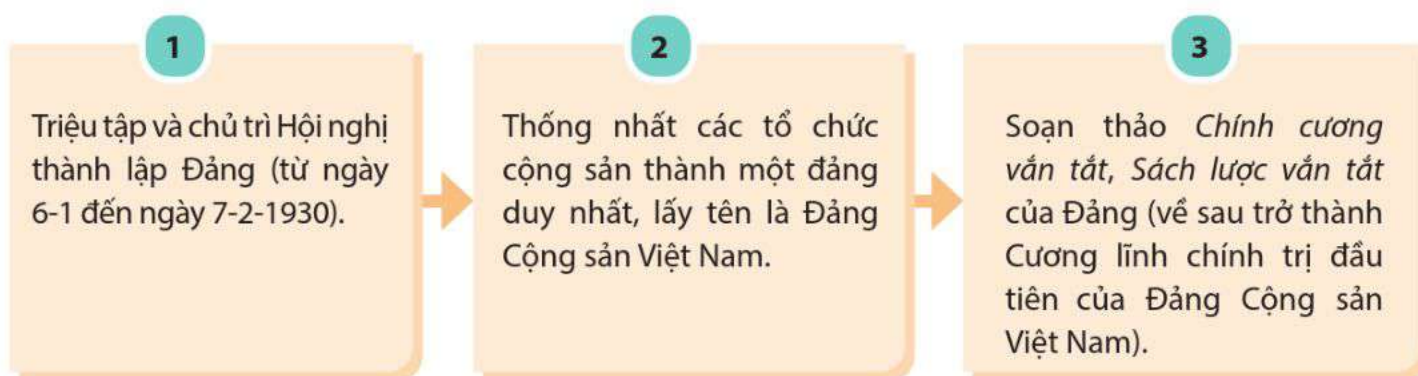 1
Triệu tập và chủ trì Hội nghị
thành lập Đảng (từ ngày
6-1 đến ngày 7-2-1930).
2
Thống nhất các tổ chức
cộng sản thành một đảng
duy nhất, lấy tên là Đảng
Cộng sản Việt Nam.
3
Soạn thảo Chính cương
vắn tắt, Sách lược vắn tắt
của Đảng (về sau trở thành
Cương lĩnh chính trị đầu
tiên của Đảng Cộng sản
Việt Nam).